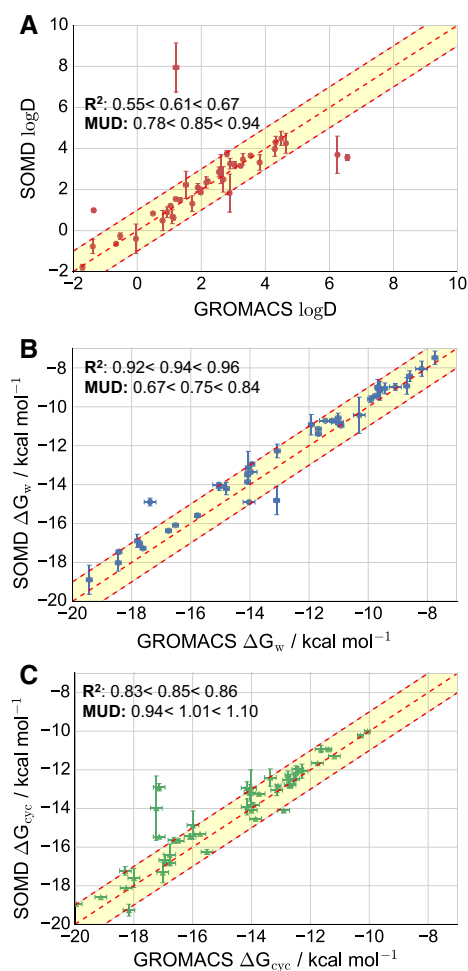 A
10
8
6
4
2
0
−2
SOMD logD
R²: 0.55< 0.61< 0.67
MUD: 0.78< 0.85< 0.94
−2 0 2 4 6 8 10
GROMACS logD
B
−8
−10
−12
−14
−16
−18
−20
SOMD ΔG_w / kcal mol⁻¹
R²: 0.92< 0.94< 0.96
MUD: 0.67< 0.75< 0.84
−20 −18 −16 −14 −12 −10 −8
GROMACS ΔG_w / kcal mol⁻¹
C
−8
−10
−12
−14
−16
−18
−20
SOMD ΔG_cyc / kcal mol⁻¹
R²: 0.83< 0.85< 0.86
MUD: 0.94< 1.01< 1.10
−20 −18 −16 −14 −12 −10 −8
GROMACS ΔG_cyc / kcal mol⁻¹